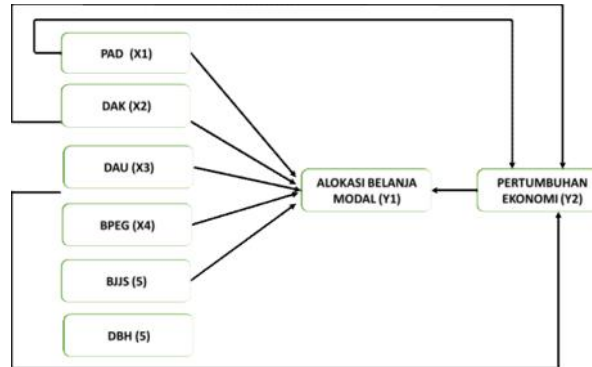 PAD (X1)
DAK (X2)
DAU (X3)
BPEG (X4)
BJJS (5)
DBH (5)
ALOKASI BELANJA
MODAL (Y1)
PERTUMBUHAN
EKONOMI (Y2)